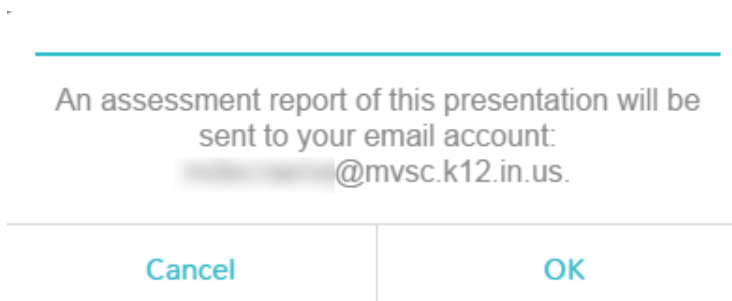 An assessment report of this presentation will be
sent to your email account:
@mvsc.k12.in.us.
Cancel
OK